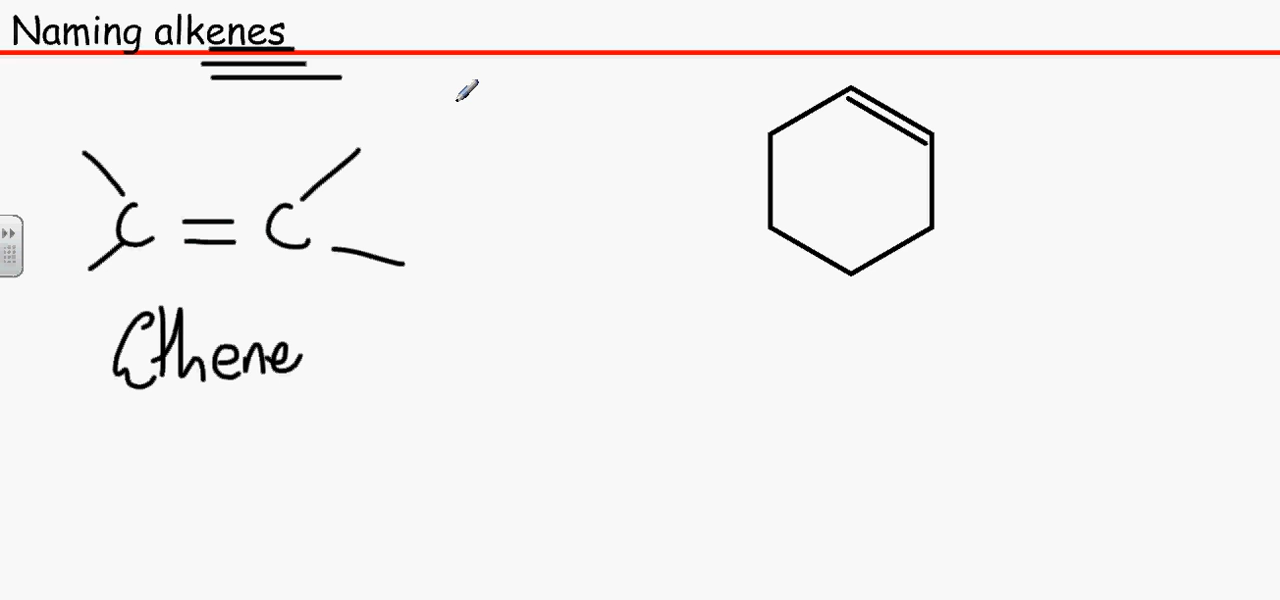 Naming alkenes
C = C
Ethene